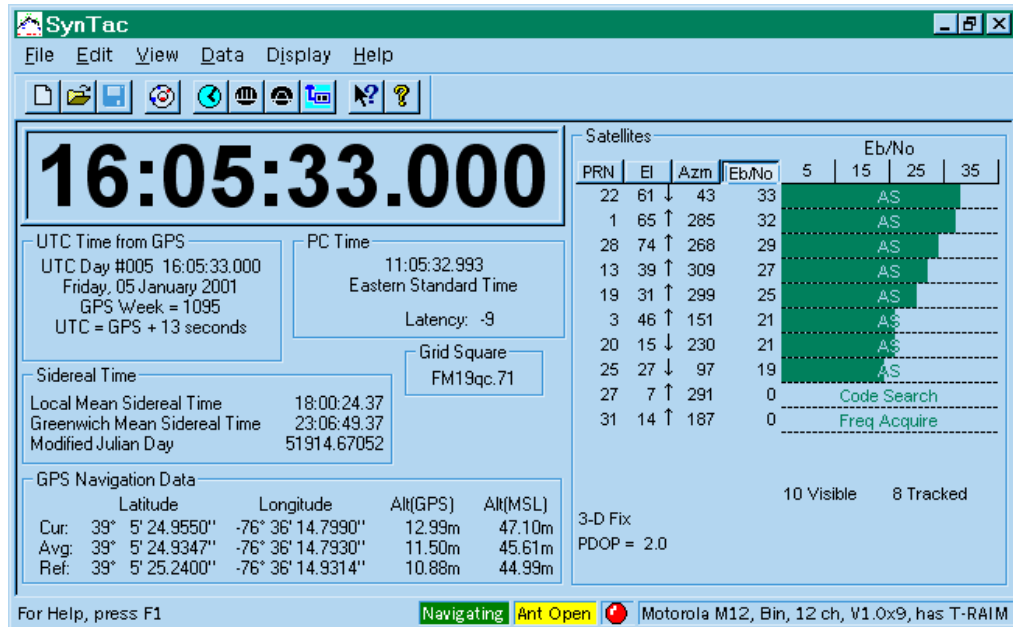 SynTac
File Edit View Data Display Help
16:05:33.000
UTC Time from GPS
UTC Day #005 16:05:33.000
Friday, 05 January 2001
GPS Week = 1095
UTC = GPS + 13 seconds
PC Time
11:05:32.993
Eastern Standard Time
Latency: -9
Grid Square
FM19qc.71
Sidereal Time
Local Mean Sidereal Time 18:00:24.37
Greenwich Mean Sidereal Time 23:06:49.37
Modified Julian Day 51914.67052
GPS Navigation Data
Latitude Longitude Alt(GPS) Alt(MSL)
Cur: 39° 5' 24.9550'' -76° 36' 14.7990'' 12.99m 47.10m
Avg: 39° 5' 24.9347'' -76° 36' 14.7930'' 11.50m 45.61m
Ref: 39° 5' 25.2400'' -76° 36' 14.9314'' 10.88m 44.99m
Satellites
Eb/No
PRN El Azm Eb/No 5 15 25 35
22 61 ↓ 43 33 AS
1 65 ↑ 285 32 AS
28 74 ↑ 268 29 AS
13 39 ↑ 309 27 AS
19 31 ↑ 299 25 AS
3 46 ↑ 151 21 AS
20 15 ↓ 230 21 AS
25 27 ↓ 97 19 AS
27 7 ↑ 291 0 Code Search
31 14 ↑ 187 0 Freq Acquire
10 Visible 8 Tracked
3-D Fix
PDOP = 2.0
For Help, press F1 Navigating Ant Open Motorola M12, Bin, 12 ch, V1.0x9, has T-RAIM